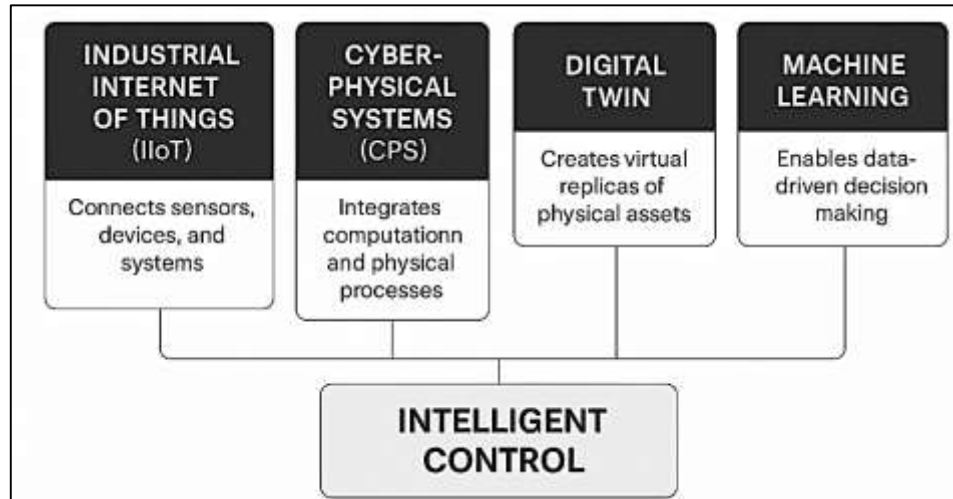 INDUSTRIAL
INTERNET
OF THINGS
(IIoT)
Connects sensors,
devices, and
systems
CYBER-
PHYSICAL
SYSTEMS
(CPS)
Integrates
computationn
and physical
processes
DIGITAL
TWIN
Creates virtual
replicas of
physical assets
MACHINE
LEARNING
Enables data-
driven decision
making
INTELLIGENT
CONTROL